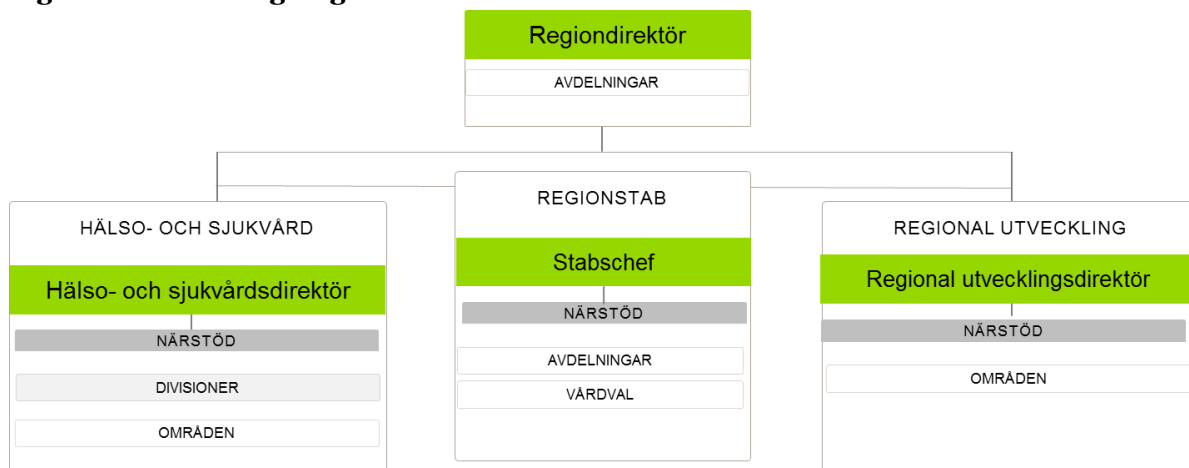 Regiondirektör
AVDELNINGAR
HÄLSO- OCH SJUKVÅRD
Hälso- och sjukvårdsdirektör
NÄRSTÖD
DIVISIONER
OMRÅDEN
REGIONSTAB
Stabschef
NÄRSTÖD
AVDELNINGAR
VÅRDVAL
REGIONAL UTVECKLING
Regional utvecklingsdirektör
NÄRSTÖD
OMRÅDEN